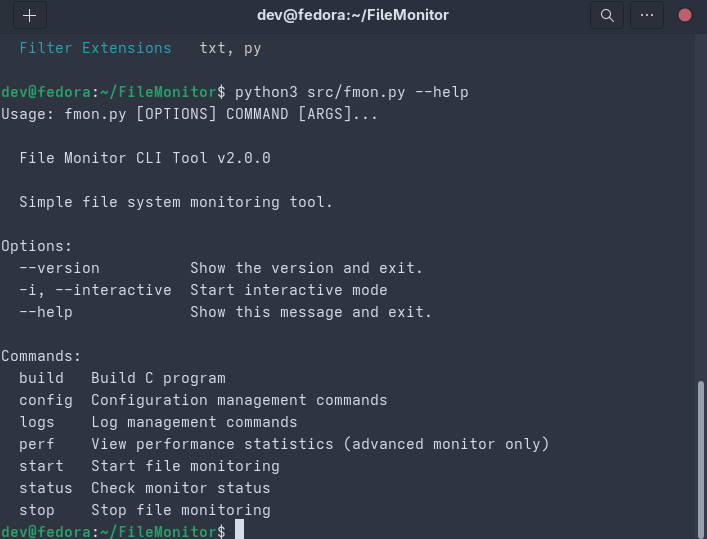 dev@fedora:~/FileMonitor
Filter Extensions   txt, py
dev@fedora:~/FileMonitor$ python3 src/fmon.py --help
Usage: fmon.py [OPTIONS] COMMAND [ARGS]...
File Monitor CLI Tool v2.0.0
Simple file system monitoring tool.
Options:
--version          Show the version and exit.
-i, --interactive  Start interactive mode
--help             Show this message and exit.
Commands:
build   Build C program
config  Configuration management commands
logs    Log management commands
perf    View performance statistics (advanced monitor only)
start   Start file monitoring
status  Check monitor status
stop    Stop file monitoring
dev@fedora:~/FileMonitor$